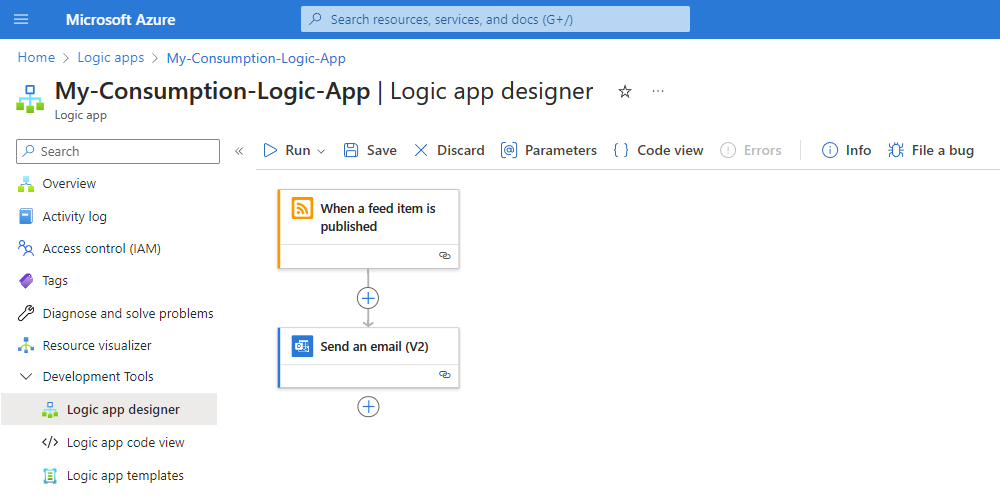 Microsoft Azure
Search resources, services, and docs (G+/)
Home > Logic apps > My-Consumption-Logic-App
My-Consumption-Logic-App | Logic app designer
Logic app
Search
Run
Save
Discard
Parameters
Code view
Errors
Info
File a bug
Overview
Activity log
Access control (IAM)
Tags
Diagnose and solve problems
Resource visualizer
Development Tools
Logic app designer
Logic app code view
Logic app templates
When a feed item is
published
Send an email (V2)